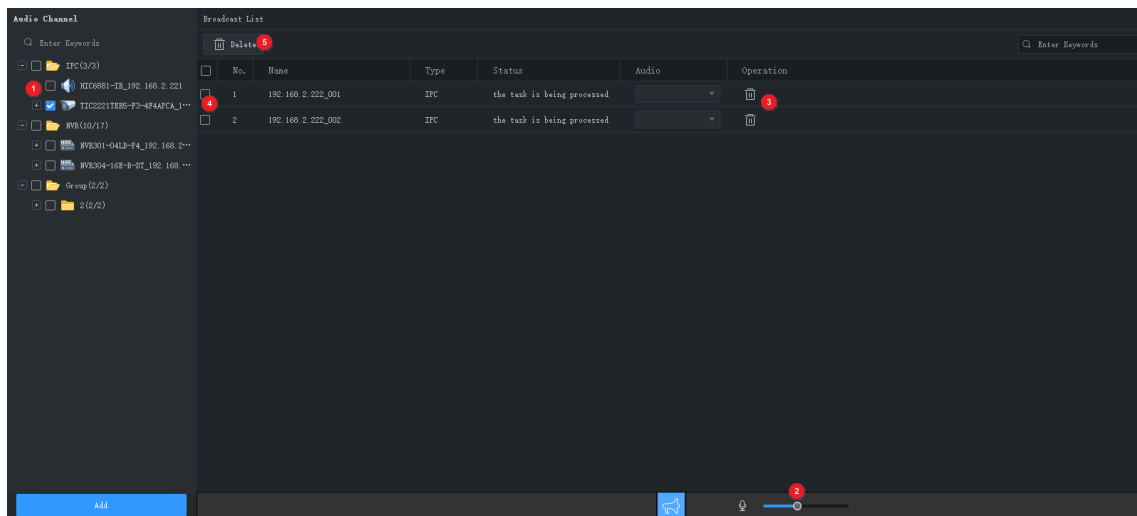 Audio Channel
Broadcast List
Enter Keywords
Delete 5
Enter Keywords
IPC(3/3)
1 HIC6881-IR_192.168.2.221
TIC2221TER5-F3-4F4APCA_1···
NVR(10/17)
NVR301-04LB-P4_192.168.2···
NVR304-16E-B-DT_192.168.···
Group(2/2)
2(2/2)
No. Name Type Status Audio Operation
1 192.168.2.222_001 IPC the task is being processed
4
3
2 192.168.2.222_002 IPC the task is being processed
Add
2